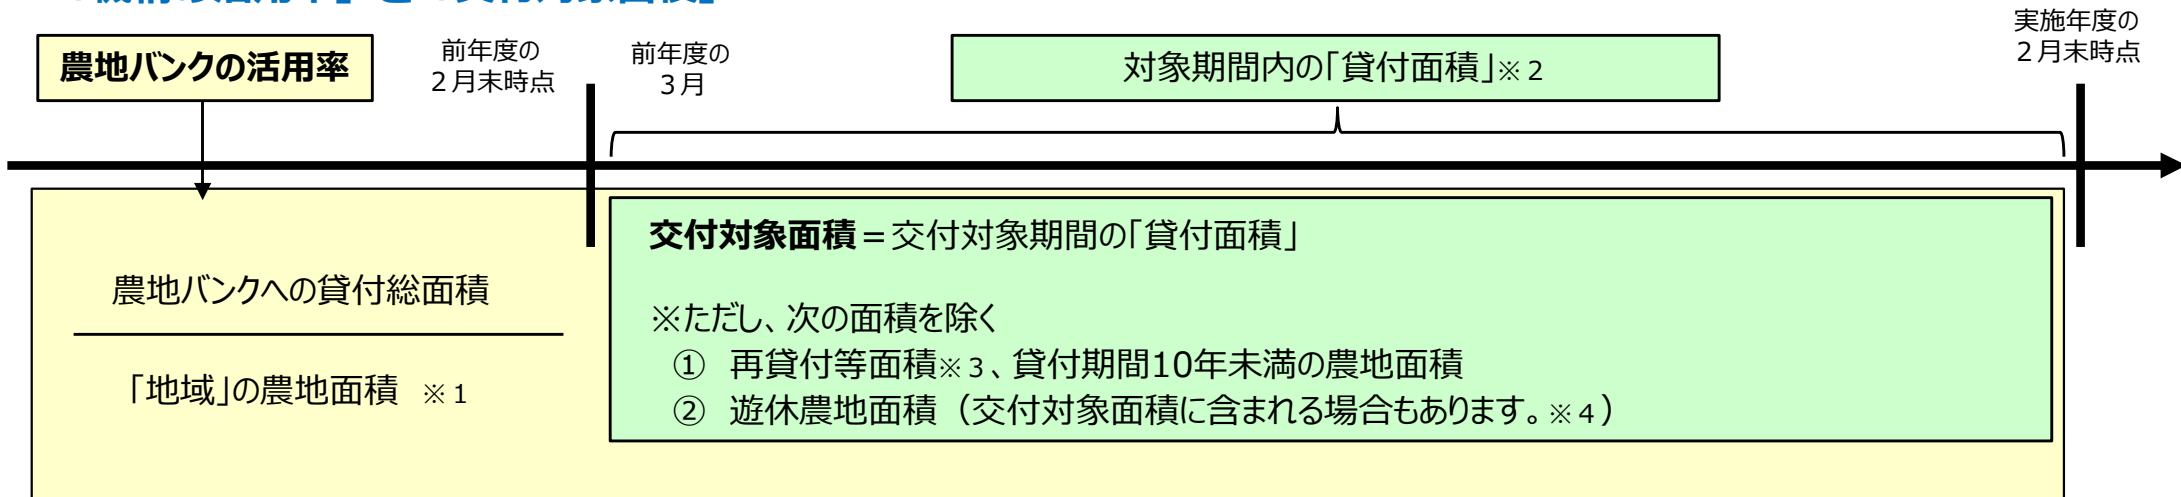 農地バンクの活用率
前年度の
２月末時点
前年度の
３月
対象期間内の「貸付面積」※２
実施年度の
２月末時点
農地バンクへの貸付総面積
「地域」の農地面積 ※１
交付対象面積＝交付対象期間の「貸付面積」
※ただし、次の面積を除く
① 再貸付等面積※３、貸付期間10年未満の農地面積
② 遊休農地面積（交付対象面積に含まれる場合もあります。※４）